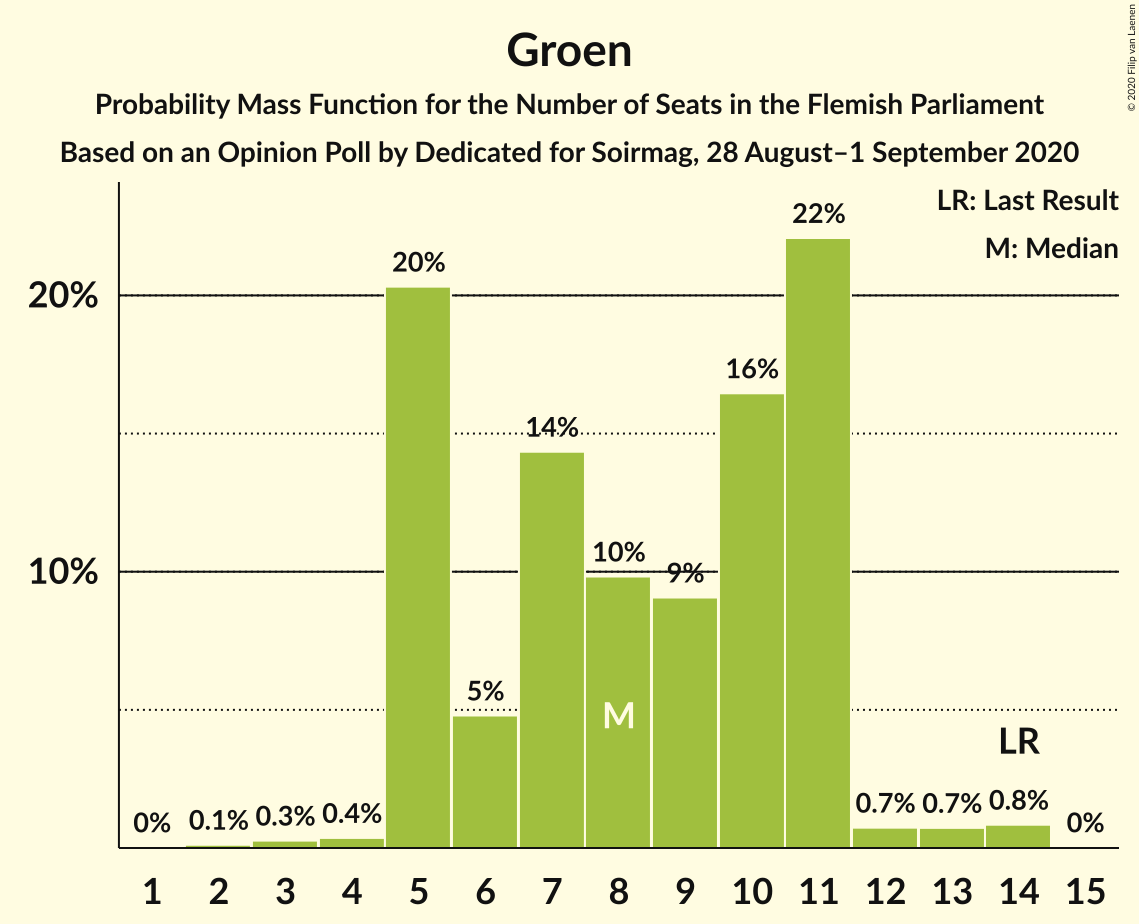 Groen
Probability Mass Function for the Number of Seats in the Flemish Parliament
Based on an Opinion Poll by Dedicated for Soirmag, 28 August–1 September 2020
© 2020 Filip van Laenen
LR: Last Result
M: Median
20%
10%
0% 0.1% 0.3% 0.4% 20% 5% 14% 10% 9% 16% 22% 0.7% 0.7% 0.8% 0%
M
LR
1 2 3 4 5 6 7 8 9 10 11 12 13 14 15